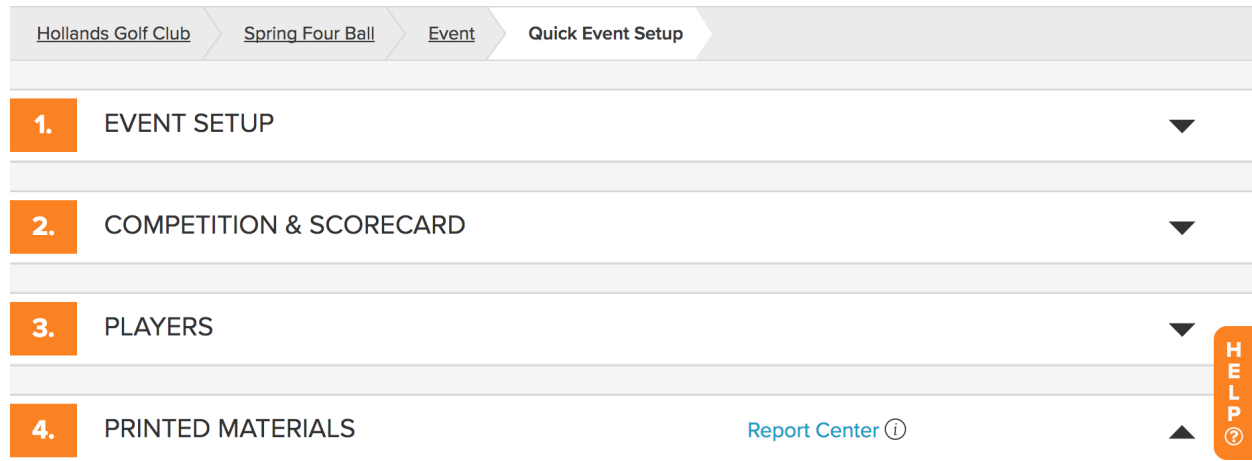 Hollands Golf Club Spring Four Ball Event Quick Event Setup
1. EVENT SETUP
2. COMPETITION & SCORECARD
3. PLAYERS
4. PRINTED MATERIALS Report Center i
HELP?